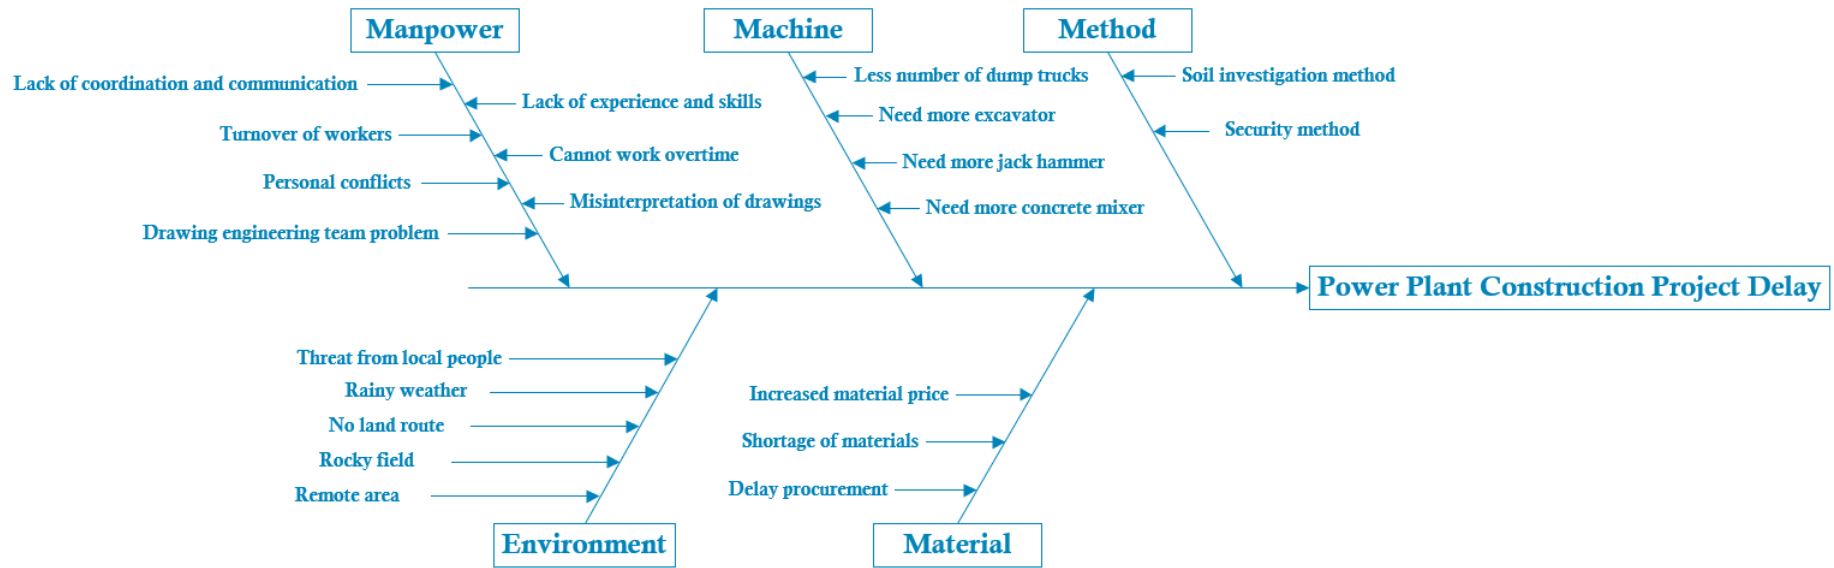 Manpower
Machine
Method
Lack of coordination and communication
Lack of experience and skills
Turnover of workers
Cannot work overtime
Personal conflicts
Misinterpretation of drawings
Drawing engineering team problem
Less number of dump trucks
Need more excavator
Need more jack hammer
Need more concrete mixer
Soil investigation method
Security method
Power Plant Construction Project Delay
Threat from local people
Rainy weather
No land route
Rocky field
Remote area
Increased material price
Shortage of materials
Delay procurement
Environment
Material